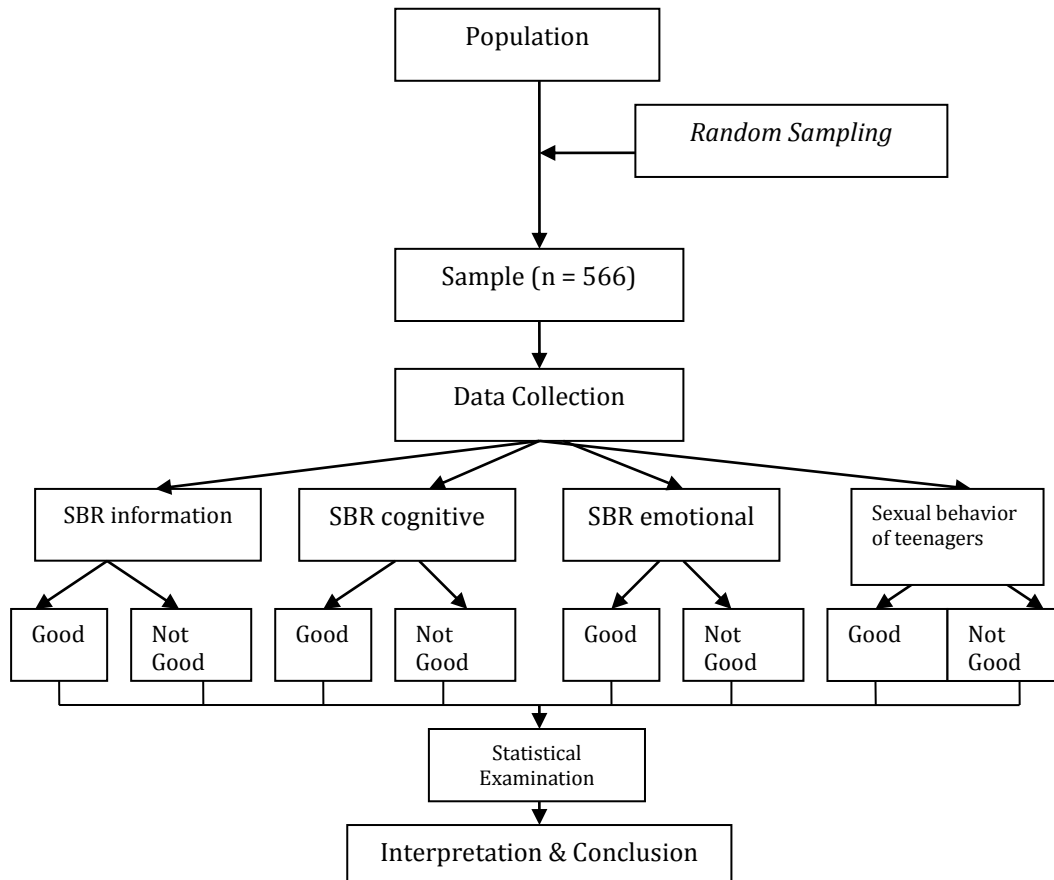 Population
Random Sampling
Sample (n = 566)
Data Collection
SBR information
SBR cognitive
SBR emotional
Sexual behavior
of teenagers
Good
Not
Good
Good
Not
Good
Good
Not
Good
Good
Not
Good
Statistical
Examination
Interpretation & Conclusion